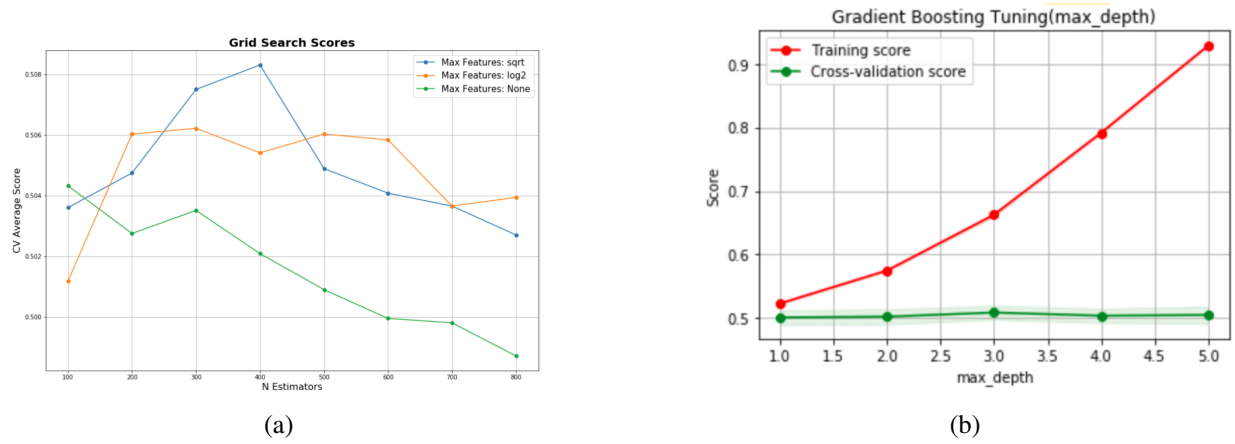 Grid Search Scores
Max Features: sqrt
Max Features: log2
Max Features: None
CV Average Score
0.508
0.506
0.504
0.502
0.500
100 200 300 400 500 600 700 800
N Estimators
(a)
Gradient Boosting Tuning(max_depth)
Training score
Cross-validation score
Score
0.9
0.8
0.7
0.6
0.5
1.0 1.5 2.0 2.5 3.0 3.5 4.0 4.5 5.0
max_depth
(b)